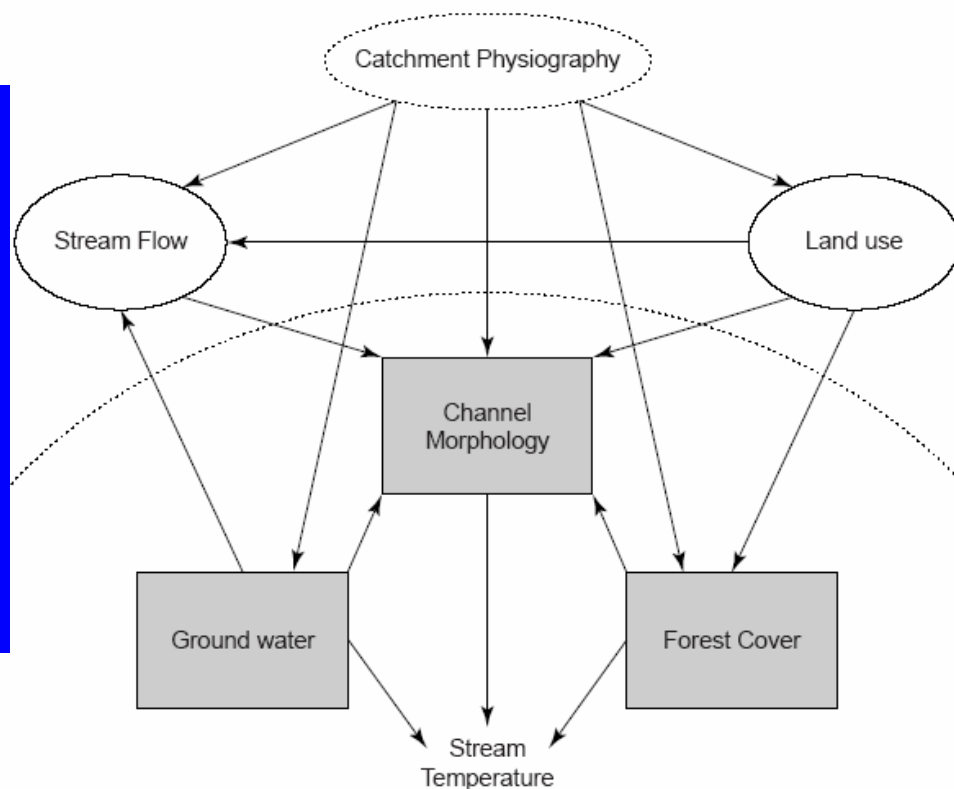 Catchment Physiography
Stream Flow
Land use
Channel
Morphology
Ground water
Forest Cover
Stream
Temperature